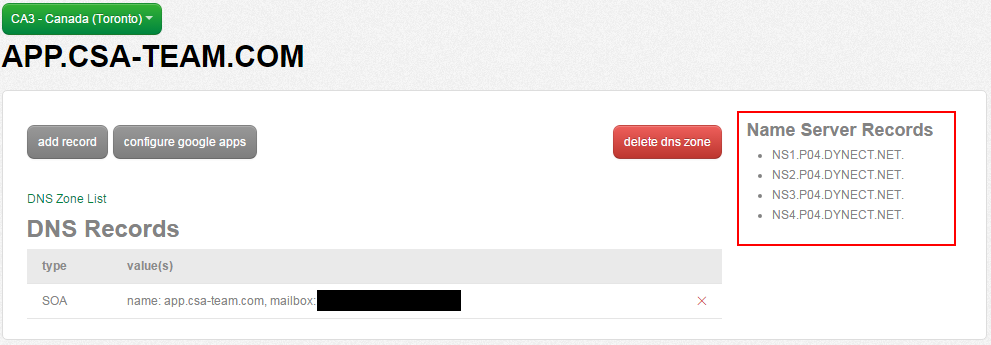 CA3 - Canada (Toronto)
APP.CSA-TEAM.COM
add record
configure google apps
delete dns zone
Name Server Records
NS1.P04.DYNECT.NET.
NS2.P04.DYNECT.NET.
NS3.P04.DYNECT.NET.
NS4.P04.DYNECT.NET.
DNS Zone List
DNS Records
type value(s)
SOA name: app.csa-team.com, mailbox: